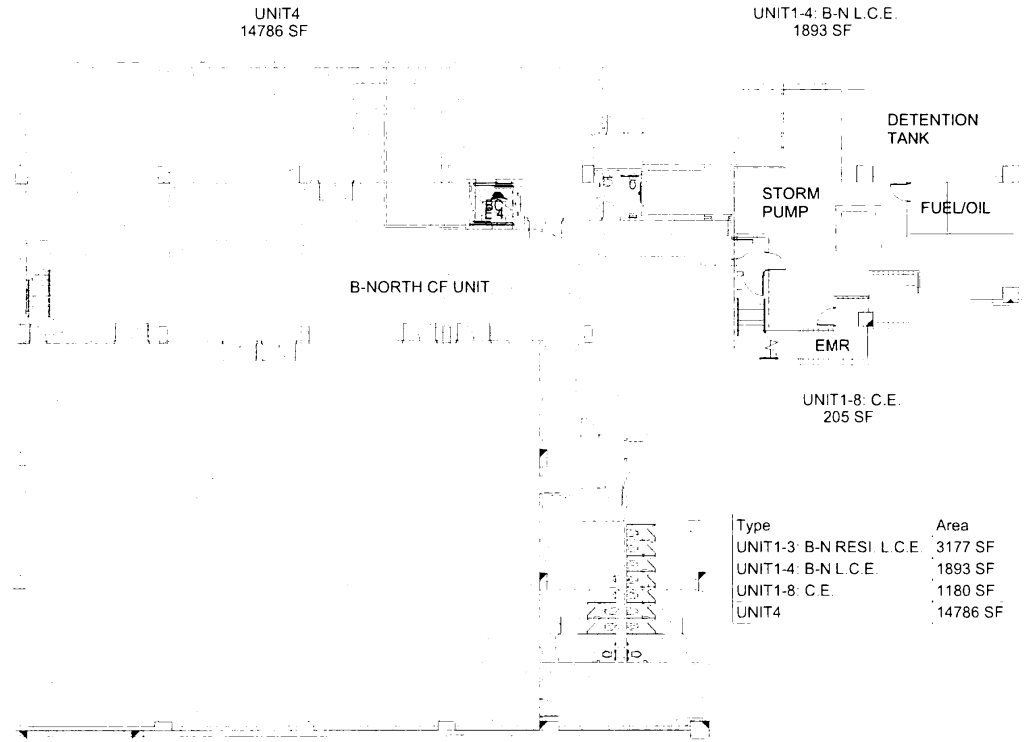 UNIT4
14786 SF
UNIT1-4: B-N L.C.E.
1893 SF
DETENTION
TANK
STORM
PUMP
FUEL/OIL
BC
E 4
B-NORTH CF UNIT
EMR
UNIT1-8: C.E.
205 SF
Type Area
UNIT1-3: B-N RESI. L.C.E. 3177 SF
UNIT1-4: B-N L.C.E. 1893 SF
UNIT1-8: C.E. 1180 SF
UNIT4 14786 SF